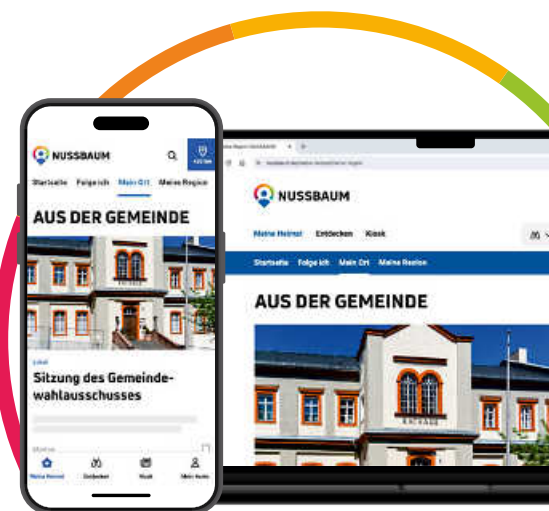 NUSSBAUM
Startseite Folge ich Mein Ort Meine Region
AUS DER GEMEINDE
RATHAUS
Lokal
Sitzung des Gemeinde-
wahlausschusses
Meine Heimat Entdecken Kiosk Mein Konto
NUSSBAUM
Meine Heimat Entdecken Kiosk
Startseite Folge ich Mein Ort Meine Region
AUS DER GEMEINDE